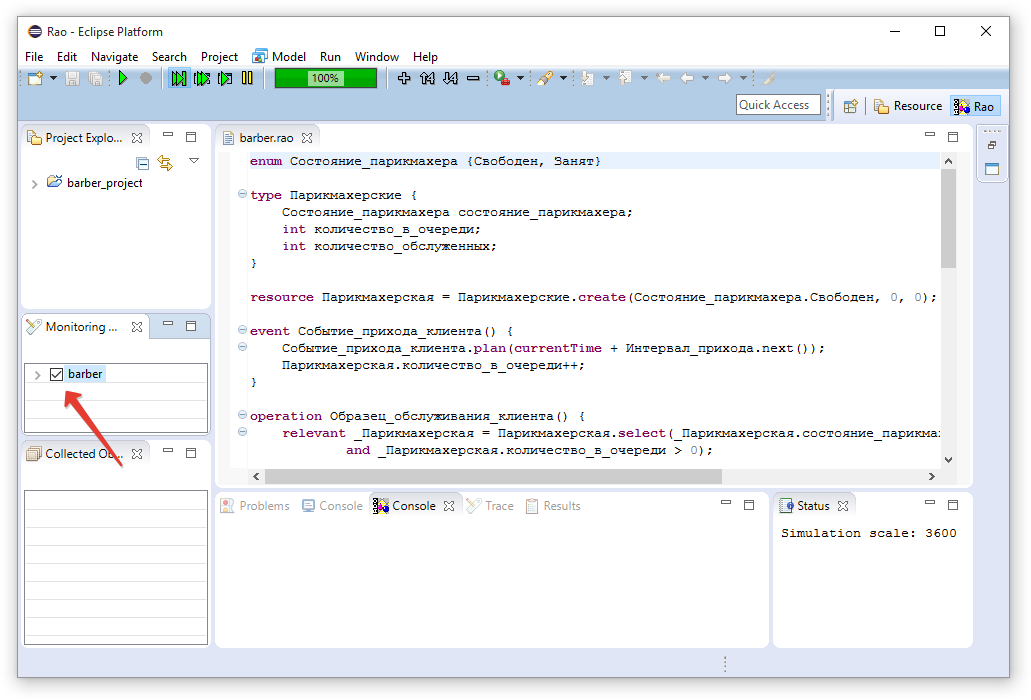 Rao - Eclipse Platform
File Edit Navigate Search Project Model Run Window Help
100%
Quick Access Resource Rao
Project Explo...
barber_project
Monitoring ...
barber
Collected Ob...
barber.rao
enum Состояние_парикмахера {Свободен, Занят}
type Парикмахерские {
Состояние_парикмахера состояние_парикмахера;
int количество_в_очереди;
int количество_обслуженных;
}
resource Парикмахерская = Парикмахерские.create(Состояние_парикмахера.Свободен, 0, 0);
event Событие_прихода_клиента() {
Событие_прихода_клиента.plan(currentTime + Интервал_прихода.next());
Парикмахерская.количество_в_очереди++;
}
operation Образец_обслуживания_клиента() {
relevant _Парикмахерская = Парикмахерская.select(_Парикмахерская.состояние_парикма
and _Парикмахерская.количество_в_очереди > 0);
Problems Console Console Trace Results
Status
Simulation scale: 3600